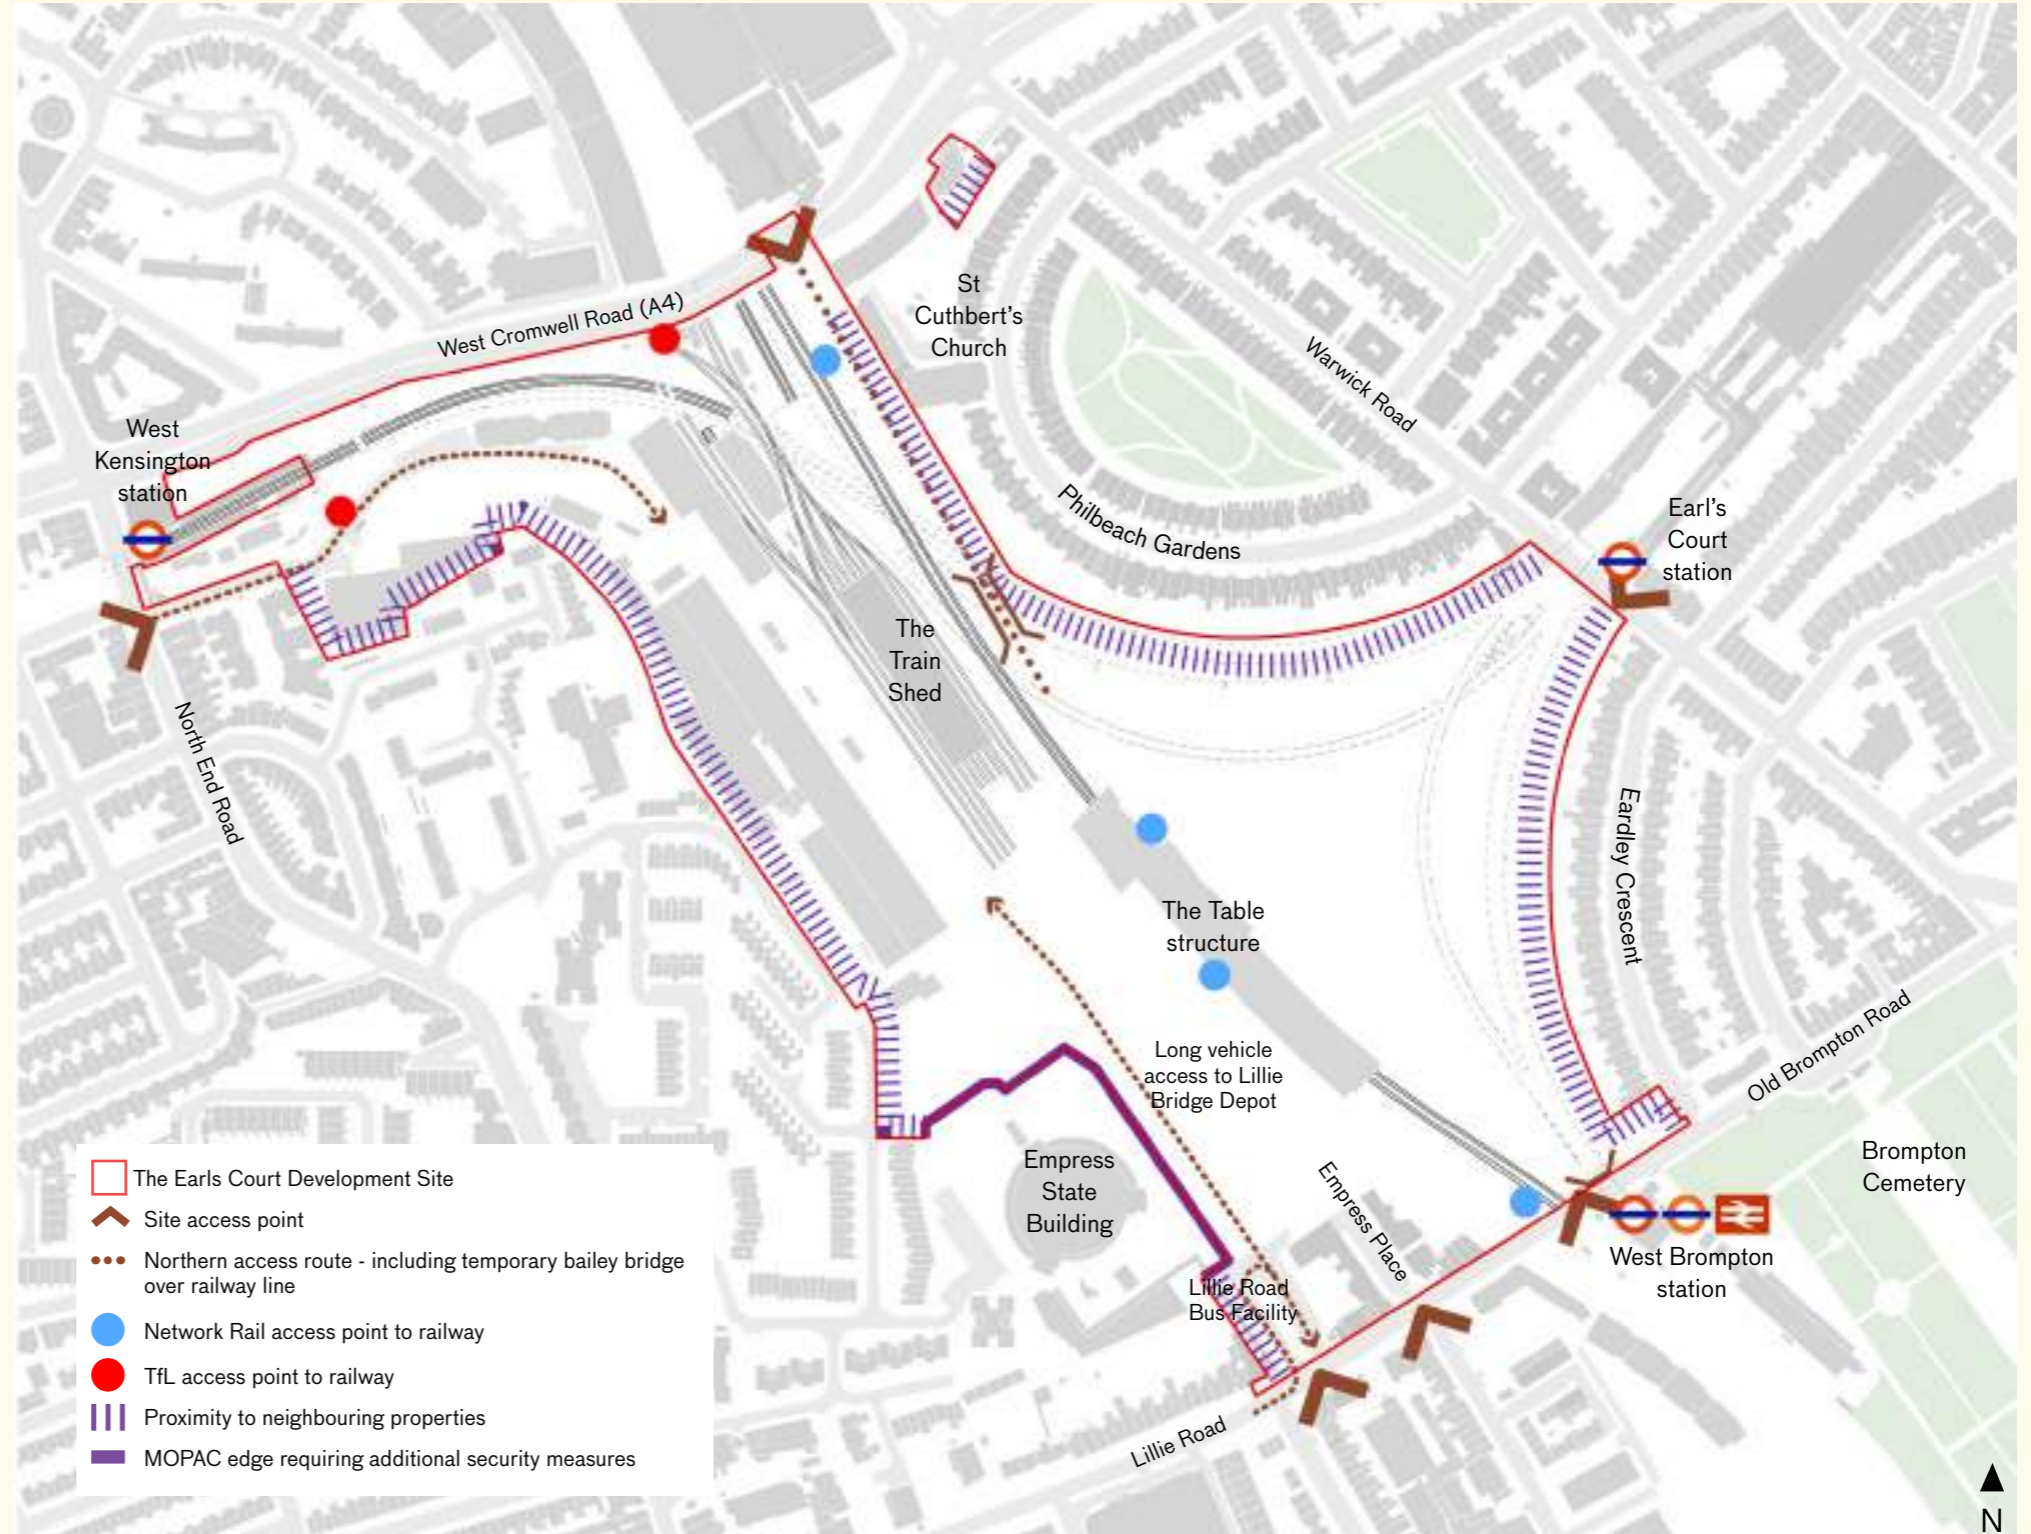 St
Cuthbert's
Church
West Cromwell Road (A4)
Warwick Road
West
Kensington
station
Philbeach Gardens
Earl's
Court
station
The
Train
Shed
North End Road
Eardley Crescent
The Table
structure
Old Brompton Road
Long vehicle
access to Lillie
Bridge Depot
Empress
State
Building
Empress Place
Brompton
Cemetery
West Brompton
station
Lillie Road
Bus Facility
Lillie Road
The Earls Court Development Site
Site access point
Northern access route - including temporary bailey bridge
over railway line
Network Rail access point to railway
TfL access point to railway
Proximity to neighbouring properties
MOPAC edge requiring additional security measures
N